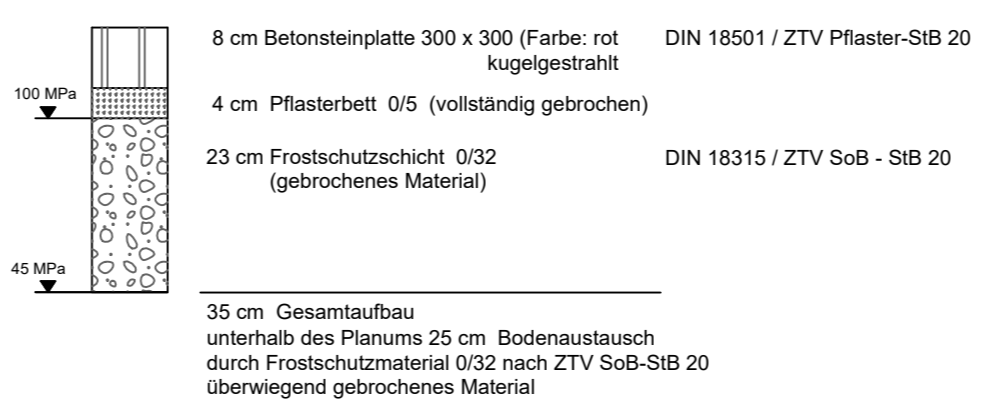 8 cm Betonsteinplatte 300 x 300 (Farbe: rot
kugelgestrahlt
DIN 18501 / ZTV Pflaster-StB 20
100 MPa
4 cm Pflasterbett 0/5 (vollständig gebrochen)
23 cm Frostschutzschicht 0/32
(gebrochenes Material)
DIN 18315 / ZTV SoB - StB 20
45 MPa
35 cm Gesamtaufbau
unterhalb des Planums 25 cm Bodenaustausch
durch Frostschutzmaterial 0/32 nach ZTV SoB-StB 20
überwiegend gebrochenes Material